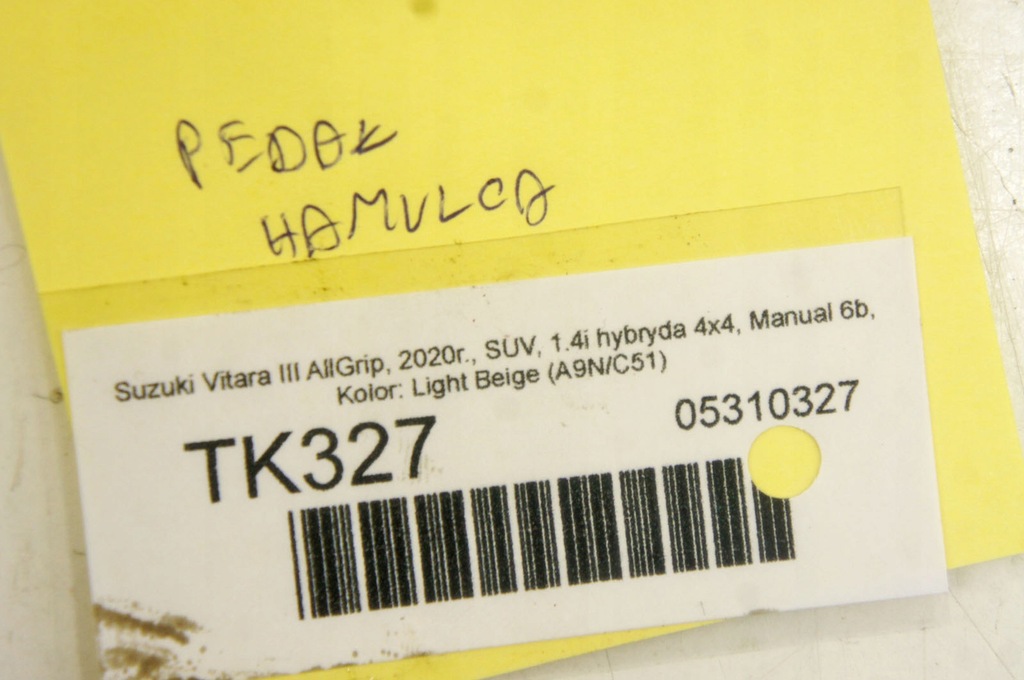 PEDAŁ
HAMULCA
Suzuki Vitara III AllGrip, 2020r., SUV, 1.4i hybryda 4x4, Manual 6b,
Kolor: Light Beige (A9N/C51)
TK327
05310327